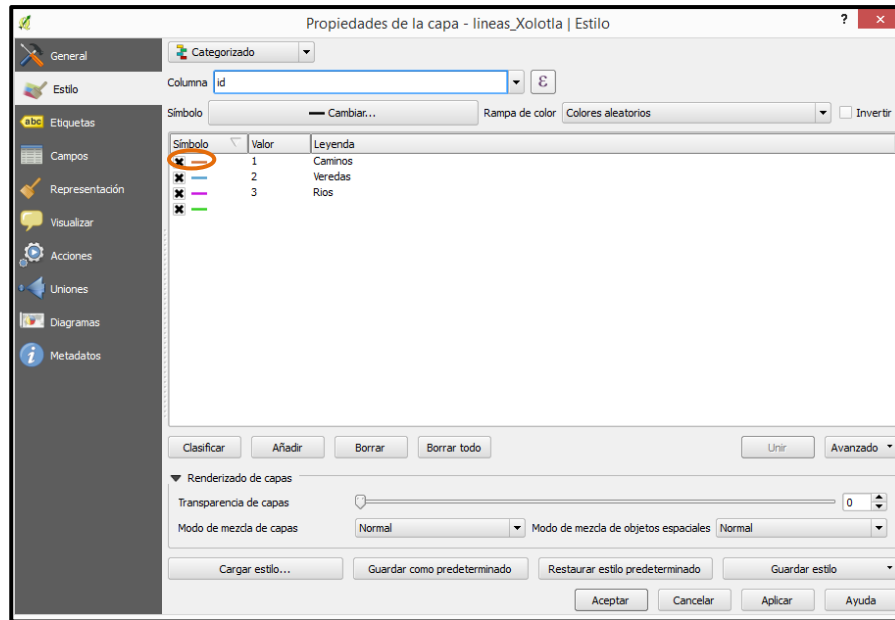 Propiedades de la capa - lineas_Xolotla | Estilo ? ×
General
Estilo
abc Etiquetas
Campos
Representación
Visualizar
Acciones
Uniones
Diagramas
Metadatos
Categorizado
Columna id ε
Símbolo Cambiar... Rampa de color Colores aleatorios Invertir
Símbolo Valor Leyenda
1 Caminos
2 Veredas
3 Rios
Clasificar Añadir Borrar Borrar todo Unir Avanzado
Renderizado de capas
Transparencia de capas 0
Modo de mezcla de capas Normal Modo de mezcla de objetos espaciales Normal
Cargar estilo... Guardar como predeterminado Restaurar estilo predeterminado Guardar estilo
Aceptar Cancelar Aplicar Ayuda